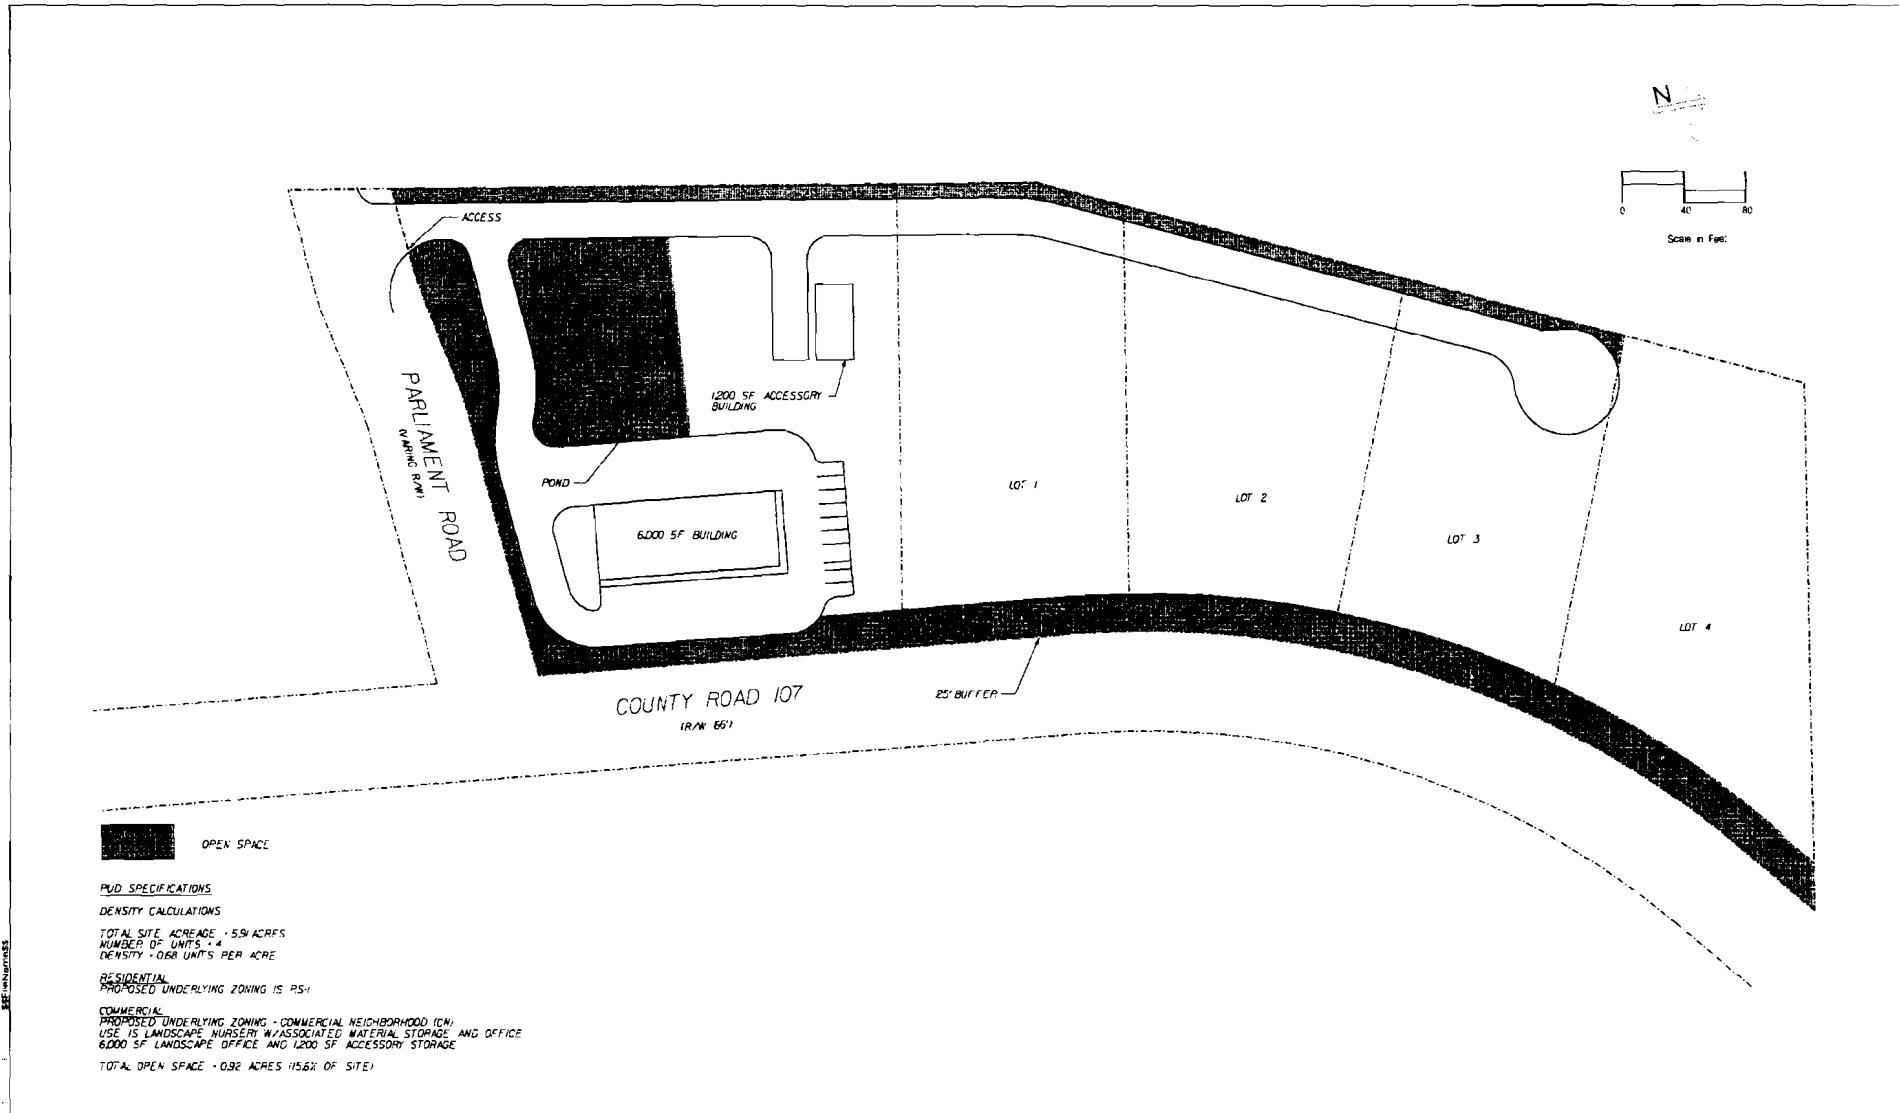 N
0 40 80
Scale in Feet
ACCESS
PARLIAMENT ROAD
(VARING R/W)
1,200 SF ACCESSORY
BUILDING
POND
6,000 SF BUILDING
LOT 1
LOT 2
LOT 3
LOT 4
25' BUFFER
COUNTY ROAD 107
(R/W 66')
OPEN SPACE
PUD SPECIFICATIONS
DENSITY CALCULATIONS
TOTAL SITE ACREAGE - 5.91 ACRES
NUMBER OF UNITS - 4
DENSITY - 0.68 UNITS PER ACRE
RESIDENTIAL
PROPOSED UNDERLYING ZONING IS RS-1
COMMERCIAL
PROPOSED UNDERLYING ZONING - COMMERCIAL NEIGHBORHOOD (CN)
USE IS LANDSCAPE NURSERY W/ASSOCIATED MATERIAL STORAGE AND OFFICE
6,000 SF LANDSCAPE OFFICE AND 1,200 SF ACCESSORY STORAGE
TOTAL OPEN SPACE - 0.92 ACRES (15.6% OF SITE)